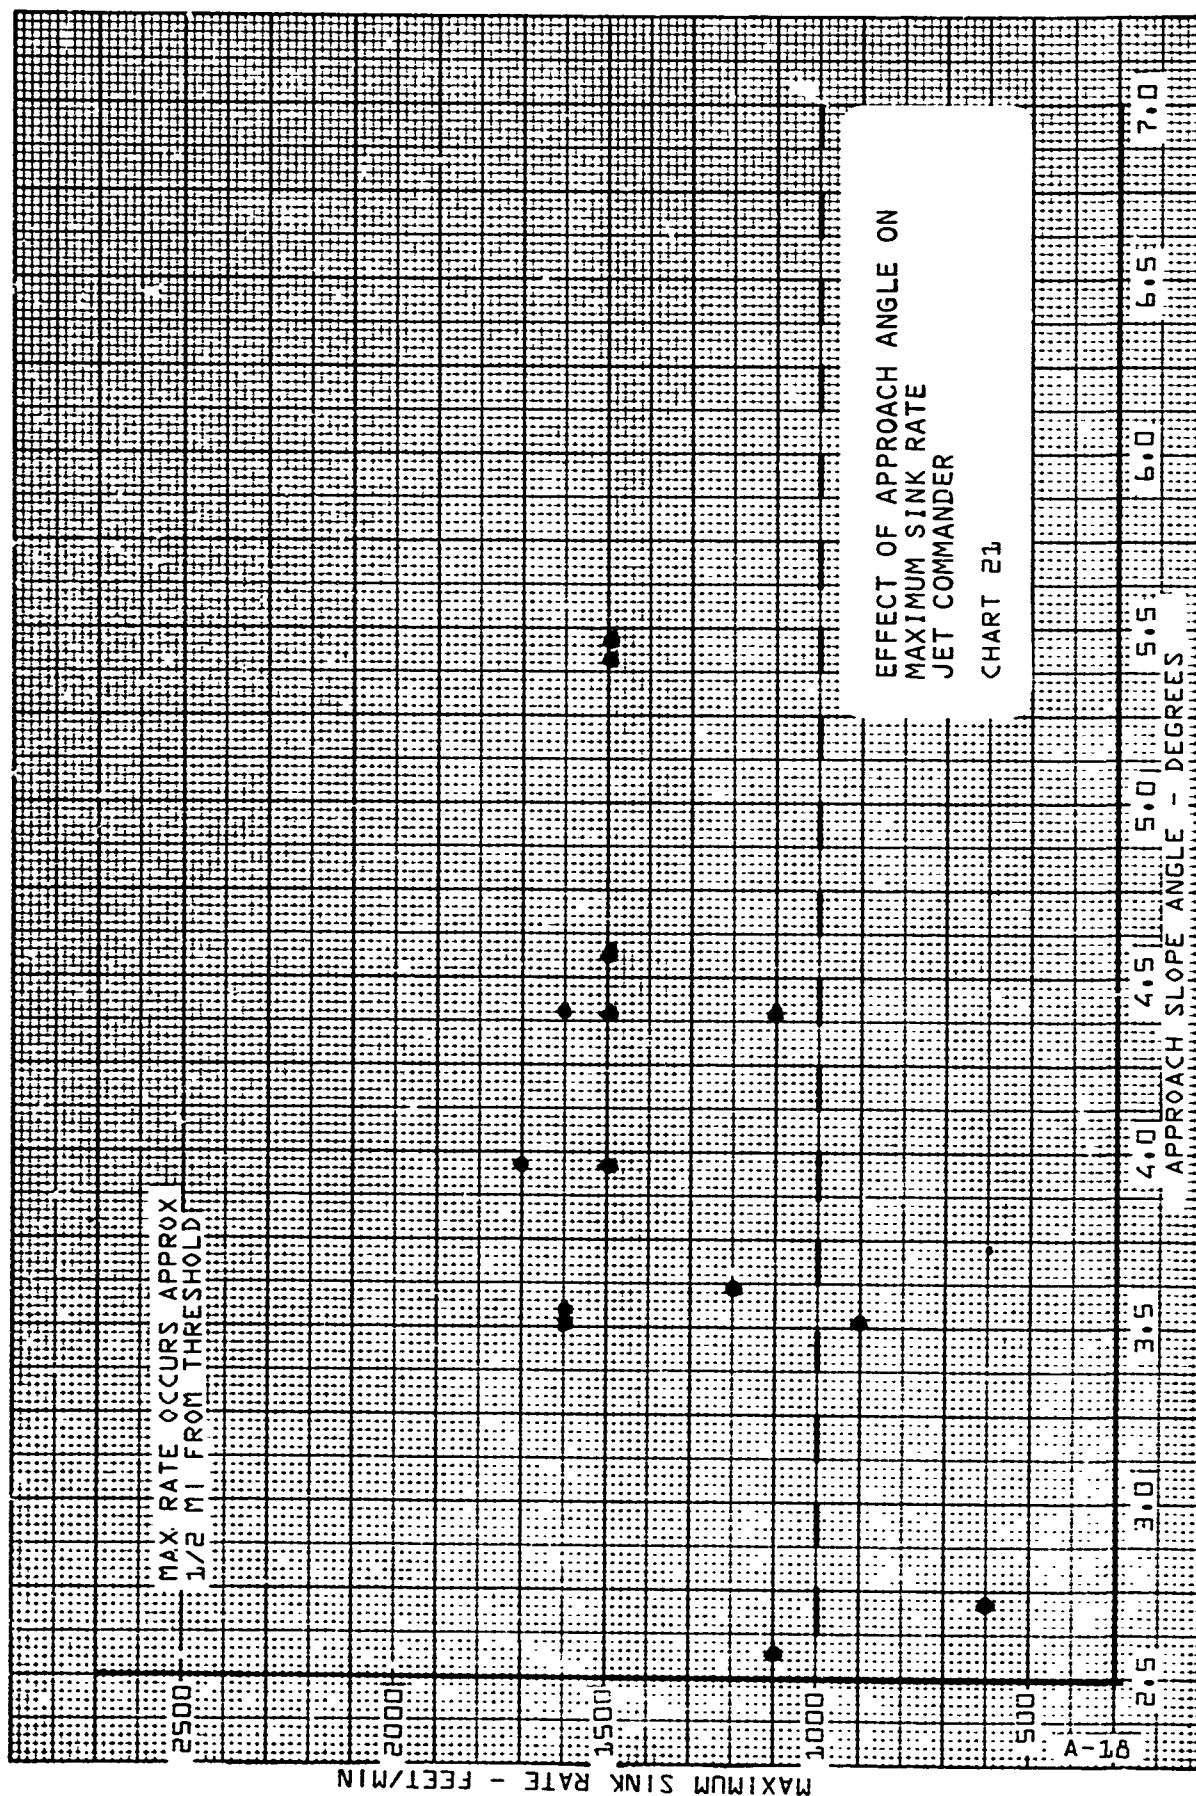 MAX RATE OCCURS APPROX
1/2 MI FROM THRESHOLD
2500
2000
1500
1000
500
MAXIMUM SINK RATE - FEET/MIN
EFFECT OF APPROACH ANGLE ON
MAXIMUM SINK RATE
JET COMMANDER
CHART 21
2.5 3.0 3.5 4.0 4.5 5.0 5.5 6.0 6.5 7.0
APPROACH SLOPE ANGLE - DEGREES
A-18